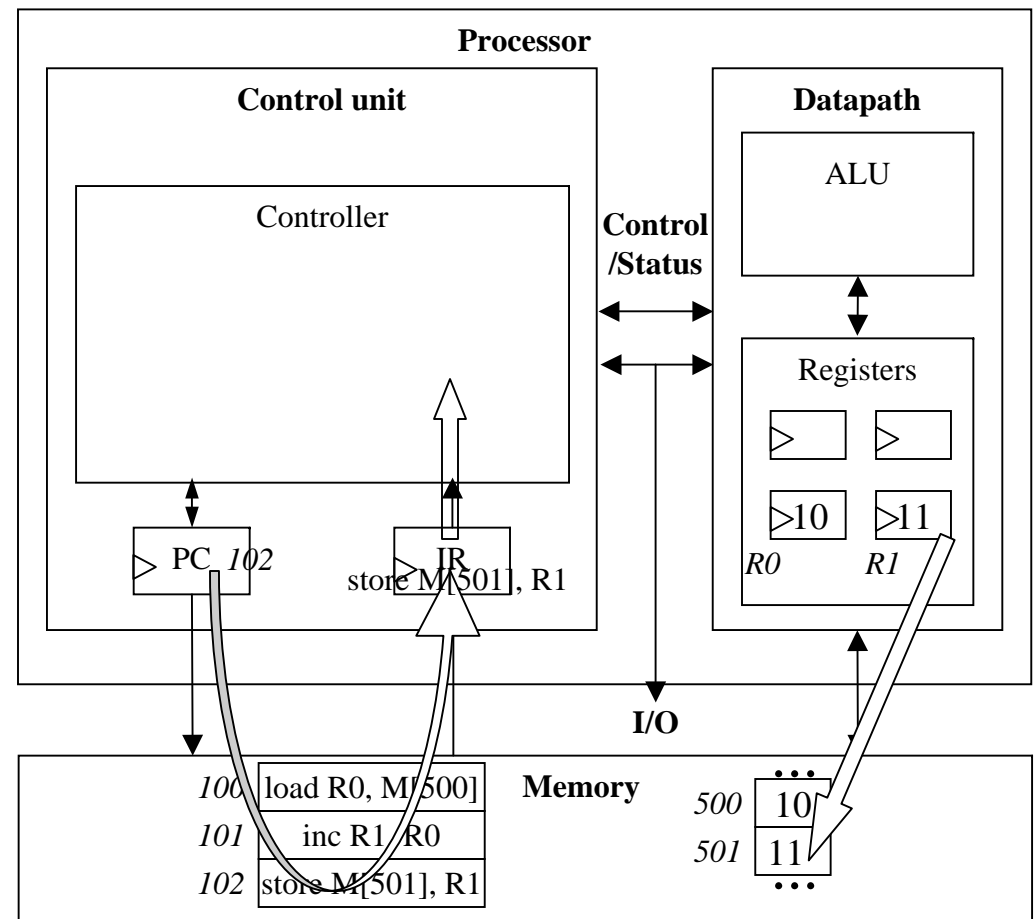 Processor
Control unit
Datapath
ALU
Controller
Control
/Status
Registers
10
11
R0
R1
PC
102
IR
store M[501], R1
I/O
Memory
100
load R0, M[500]
101
inc R1, R0
102
store M[501], R1
•••
500
10
501
11
•••